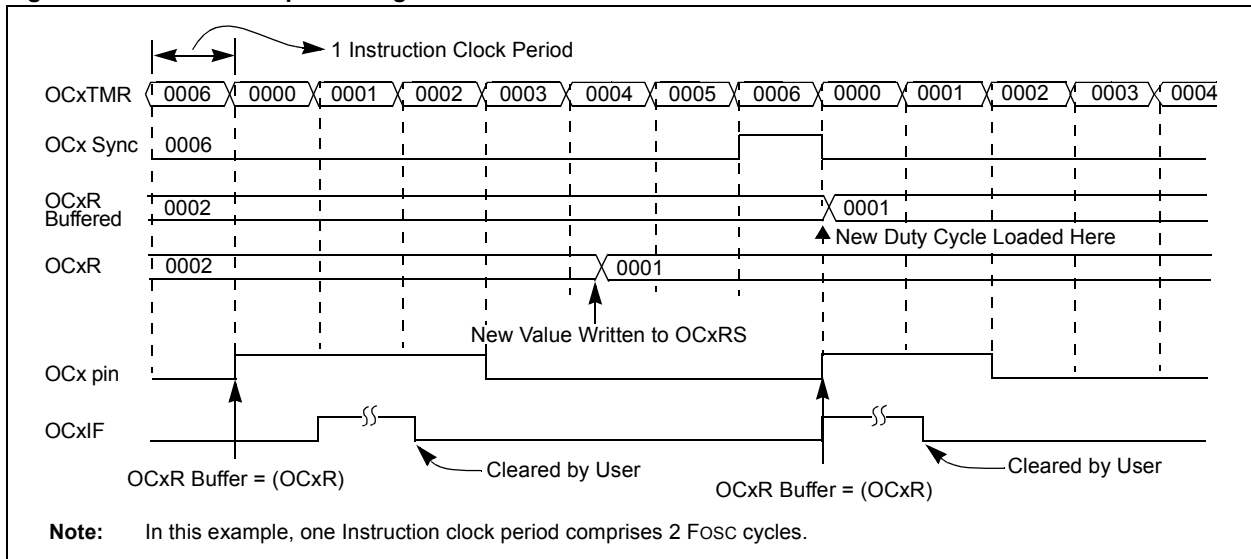 1 Instruction Clock Period
OCxTMR 0006 0000 0001 0002 0003 0004 0005 0006 0000 0001 0002 0003 0004
OCx Sync 0006
OCxR
Buffered 0002 0001
New Duty Cycle Loaded Here
OCxR 0002 0001
New Value Written to OCxRS
OCx pin
OCxIF
Cleared by User Cleared by User
OCxR Buffer = (OCxR) OCxR Buffer = (OCxR)
Note: In this example, one Instruction clock period comprises 2 FOSC cycles.